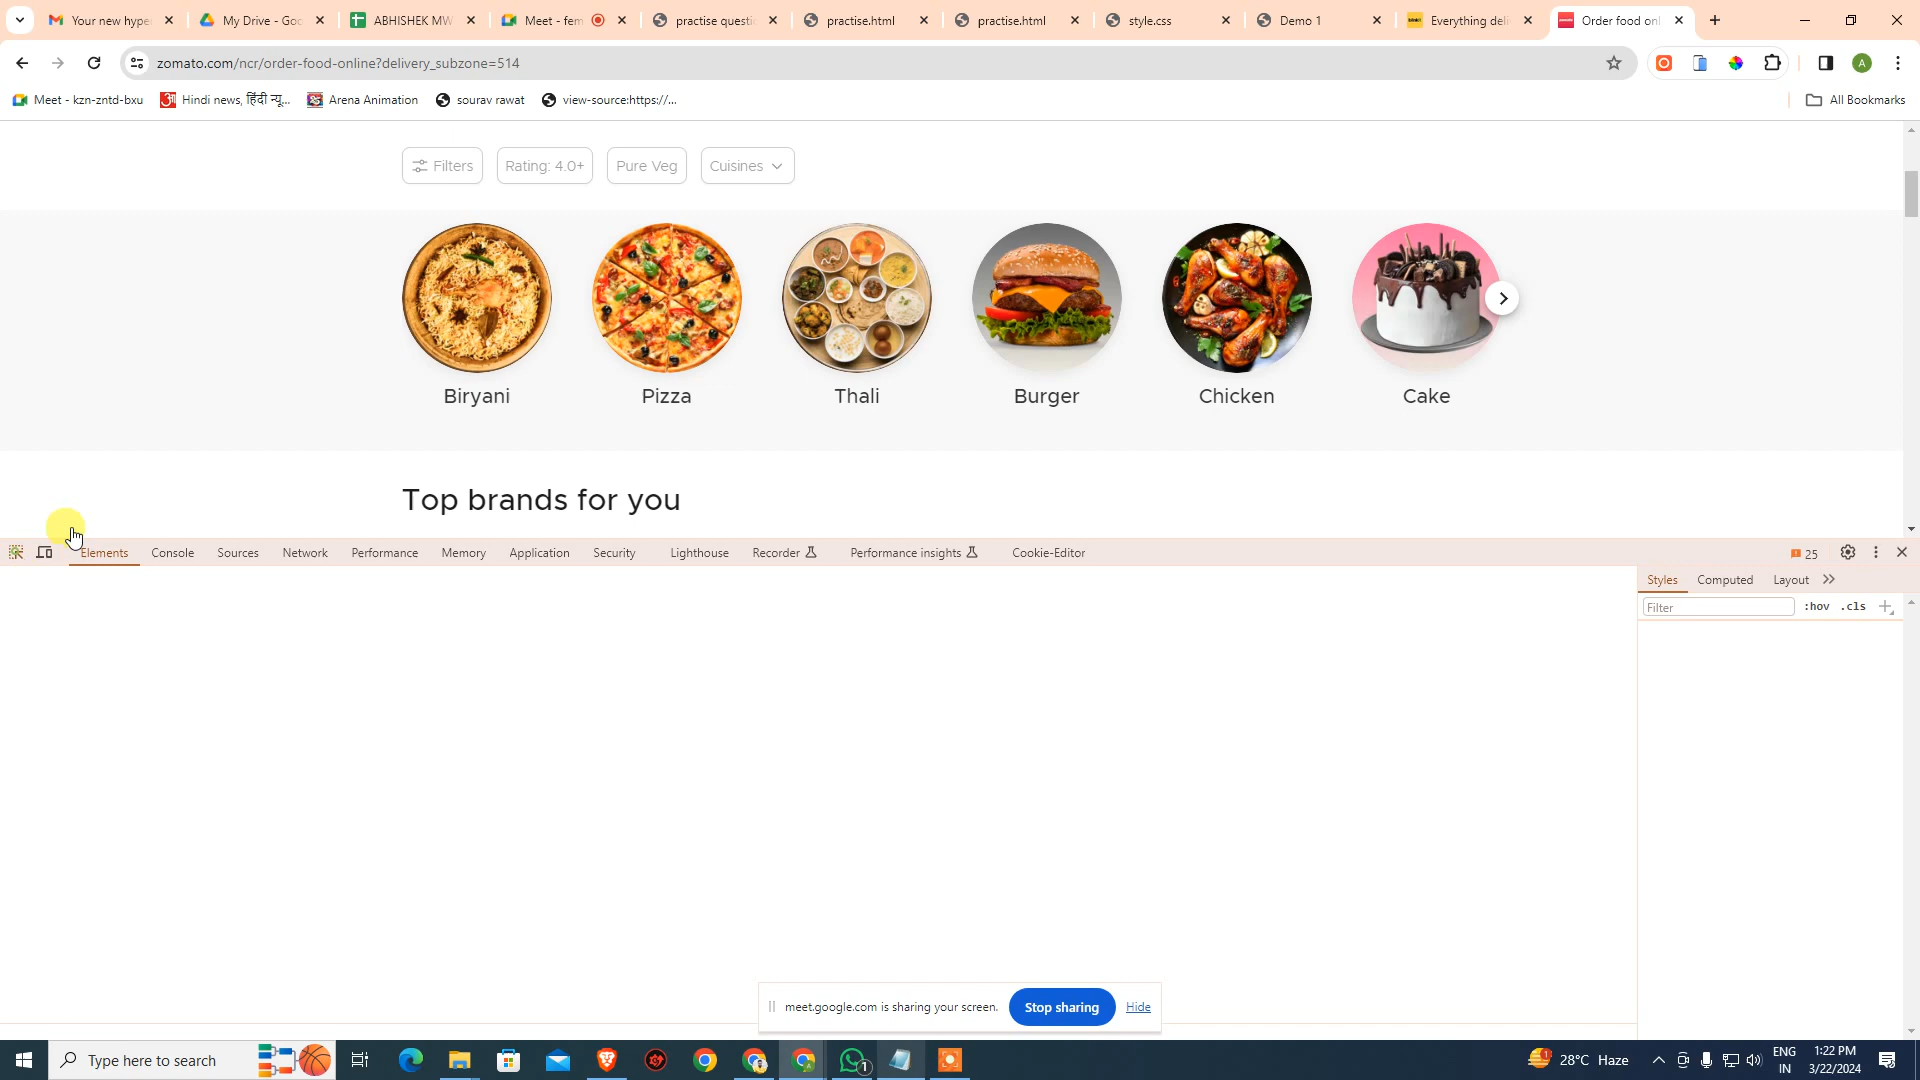 Your new hype
My Drive - Goo
ABHISHEK MW
Meet - fem
practise questi
practise.html
practise.html
style.css
Demo 1
Everything deli
Order food onl
zomato.com/ncr/order-food-online?delivery_subzone=514
A
Meet - kzn-zntd-bxu
Hindi news, हिंदी न्यू...
Arena Animation
sourav rawat
view-source:https://...
All Bookmarks
Filters
Rating: 4.0+
Pure Veg
Cuisines
Biryani
Pizza
Thali
Burger
Chicken
Cake
Top brands for you
Elements
Console
Sources
Network
Performance
Memory
Application
Security
Lighthouse
Recorder
Performance insights
Cookie-Editor
25
Styles
Computed
Layout
Filter
:hov
.cls
meet.google.com is sharing your screen.
Stop sharing
Hide
Type here to search
1
28°C Haze
ENG
IN
1:22 PM
3/22/2024